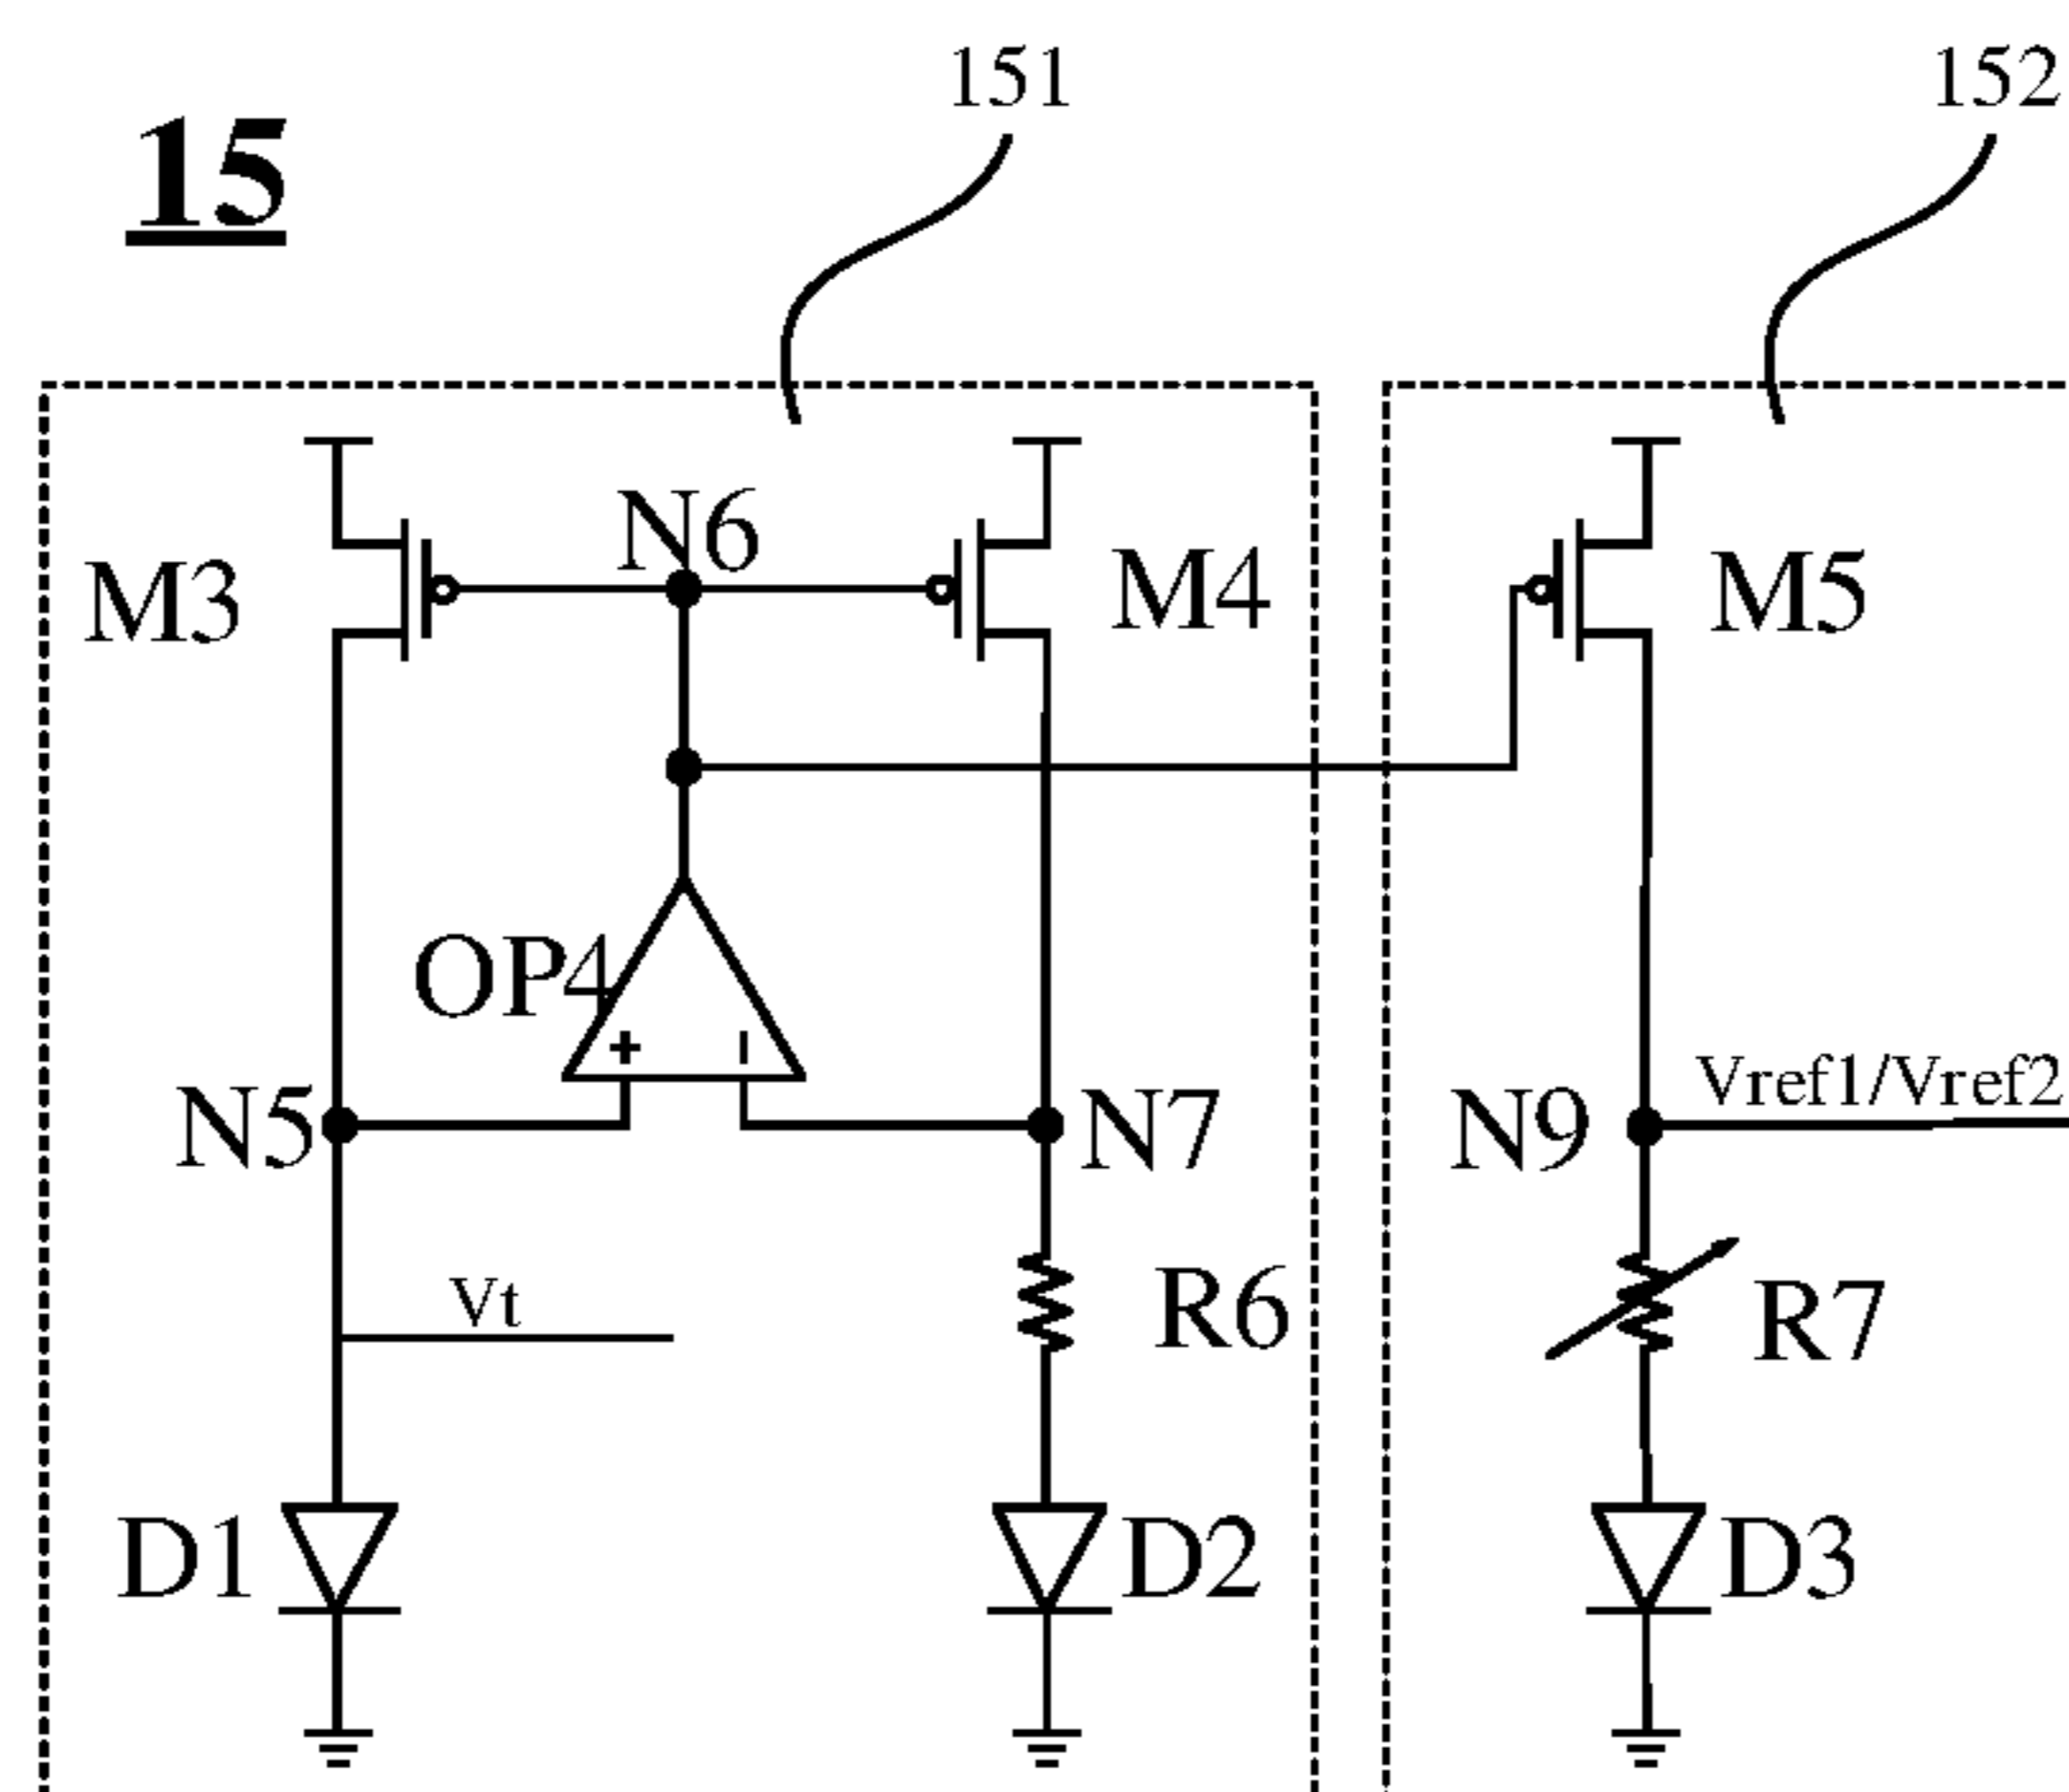 151
152
15
N6
M3
M4
M5
OP4
+
-
N5
N7
N9
Vref1/Vref2
Vt
R6
R7
D1
D2
D3